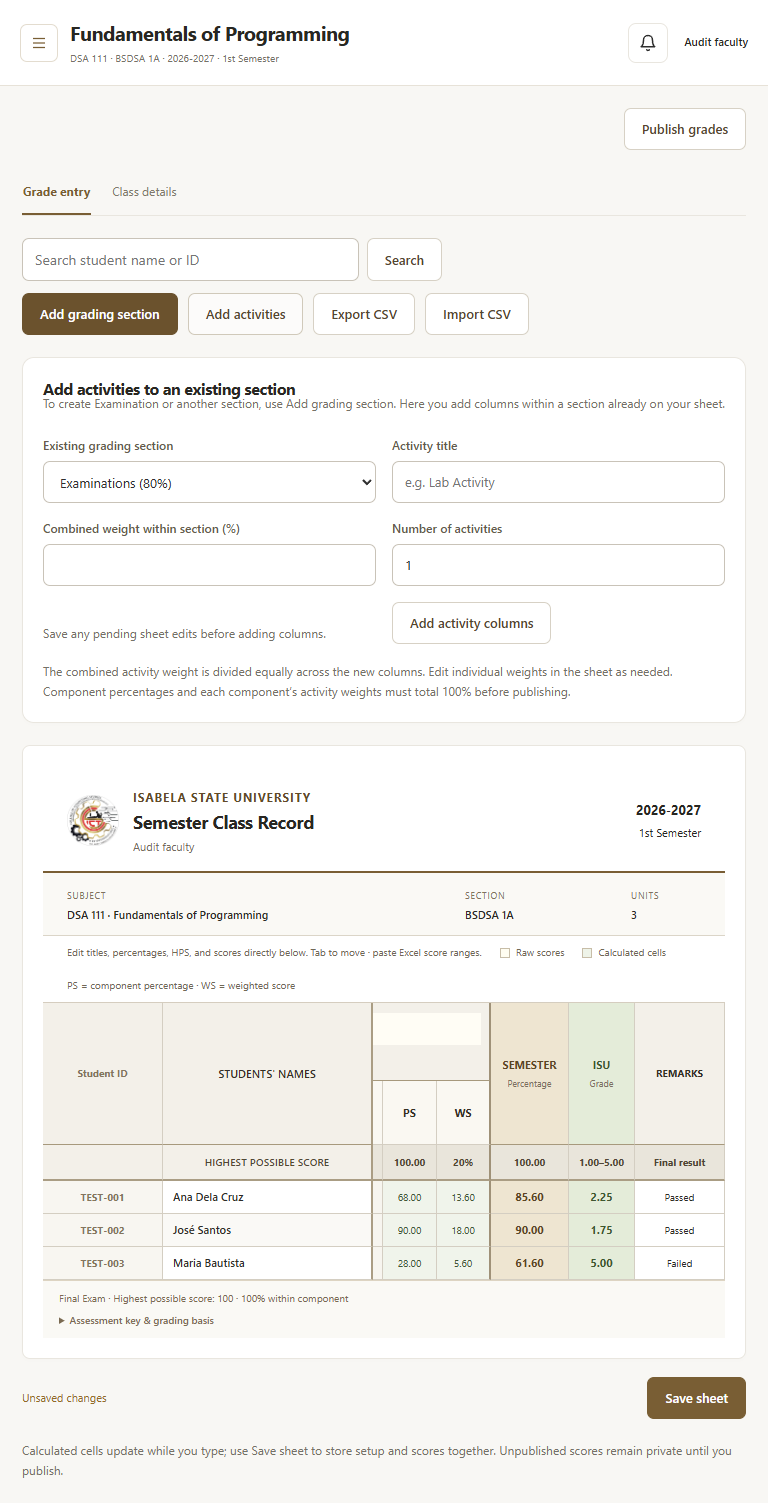 Fundamentals of Programming
DSA 111 · BSDSA 1A · 2026-2027 · 1st Semester
Audit faculty
Publish grades
Grade entry
Class details
Search student name or ID
Search
Add grading section
Add activities
Export CSV
Import CSV
Add activities to an existing section
To create Examination or another section, use Add grading section. Here you add columns within a section already on your sheet.
Existing grading section
Activity title
Examinations (80%)
e.g. Lab Activity
Combined weight within section (%)
Number of activities
1
Save any pending sheet edits before adding columns.
Add activity columns
The combined activity weight is divided equally across the new columns. Edit individual weights in the sheet as needed.
Component percentages and each component's activity weights must total 100% before publishing.
ISABELA STATE UNIVERSITY
Semester Class Record
Audit faculty
2026-2027
1st Semester
SUBJECT
DSA 111 · Fundamentals of Programming
SECTION
BSDSA 1A
UNITS
3
Edit titles, percentages, HPS, and scores directly below. Tab to move · paste Excel score ranges.
Raw scores
Calculated cells
PS = component percentage · WS = weighted score
Student ID
STUDENTS' NAMES
PS
WS
SEMESTER
Percentage
ISU
Grade
REMARKS
HIGHEST POSSIBLE SCORE
100.00
20%
100.00
1.00–5.00
Final result
TEST-001
Ana Dela Cruz
68.00
13.60
85.60
2.25
Passed
TEST-002
José Santos
90.00
18.00
90.00
1.75
Passed
TEST-003
Maria Bautista
28.00
5.60
61.60
5.00
Failed
Final Exam · Highest possible score: 100 · 100% within component
Assessment key & grading basis
Unsaved changes
Save sheet
Calculated cells update while you type; use Save sheet to store setup and scores together. Unpublished scores remain private until you
publish.